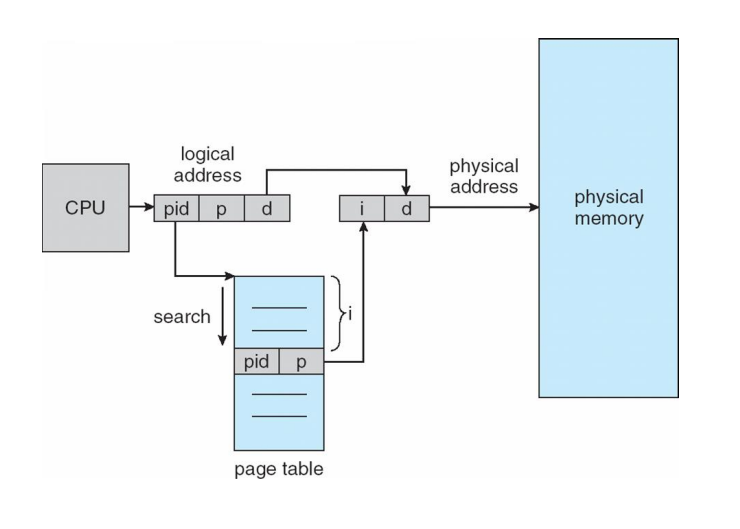 logical
address
physical
address
CPU
pid p d
i d
physical
memory
search
i
pid p
page table